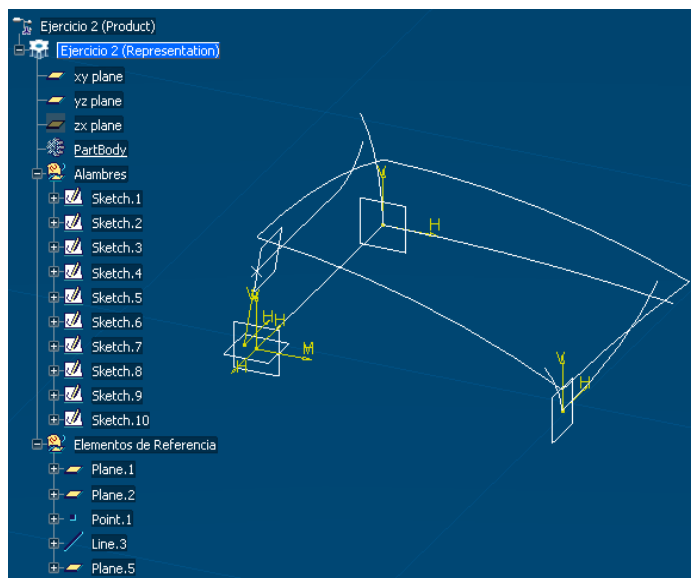 Ejercicio 2 (Product)
Ejercicio 2 (Representation)
xy plane
yz plane
zx plane
PartBody
Alambres
Sketch.1
Sketch.2
Sketch.3
Sketch.4
Sketch.5
Sketch.6
Sketch.7
Sketch.8
Sketch.9
Sketch.10
Elementos de Referencia
Plane.1
Plane.2
Point.1
Line.3
Plane.5
V
H
H
H
H
V
H